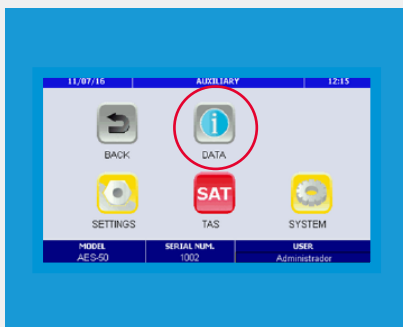 11/07/16 AUXILIARY 12:15
BACK DATA
SAT
SETTINGS TAS SYSTEM
MODEL SERIAL NUM. USER
AES-50 1002 Administrador